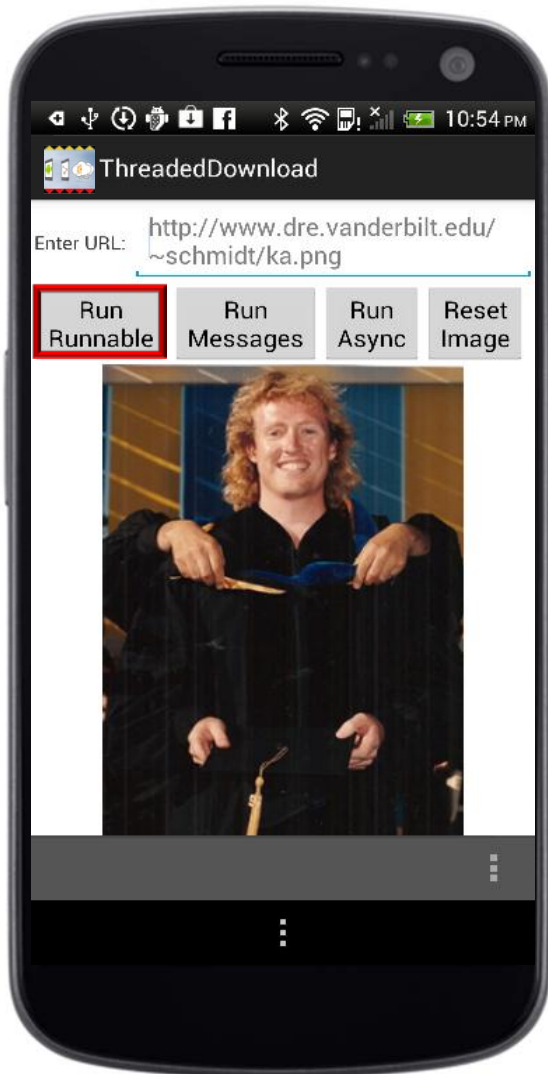 10:54 PM
ThreadedDownload
Enter URL:
http://www.dre.vanderbilt.edu/
~schmidt/ka.png
Run
Runnable
Run
Messages
Run
Async
Reset
Image